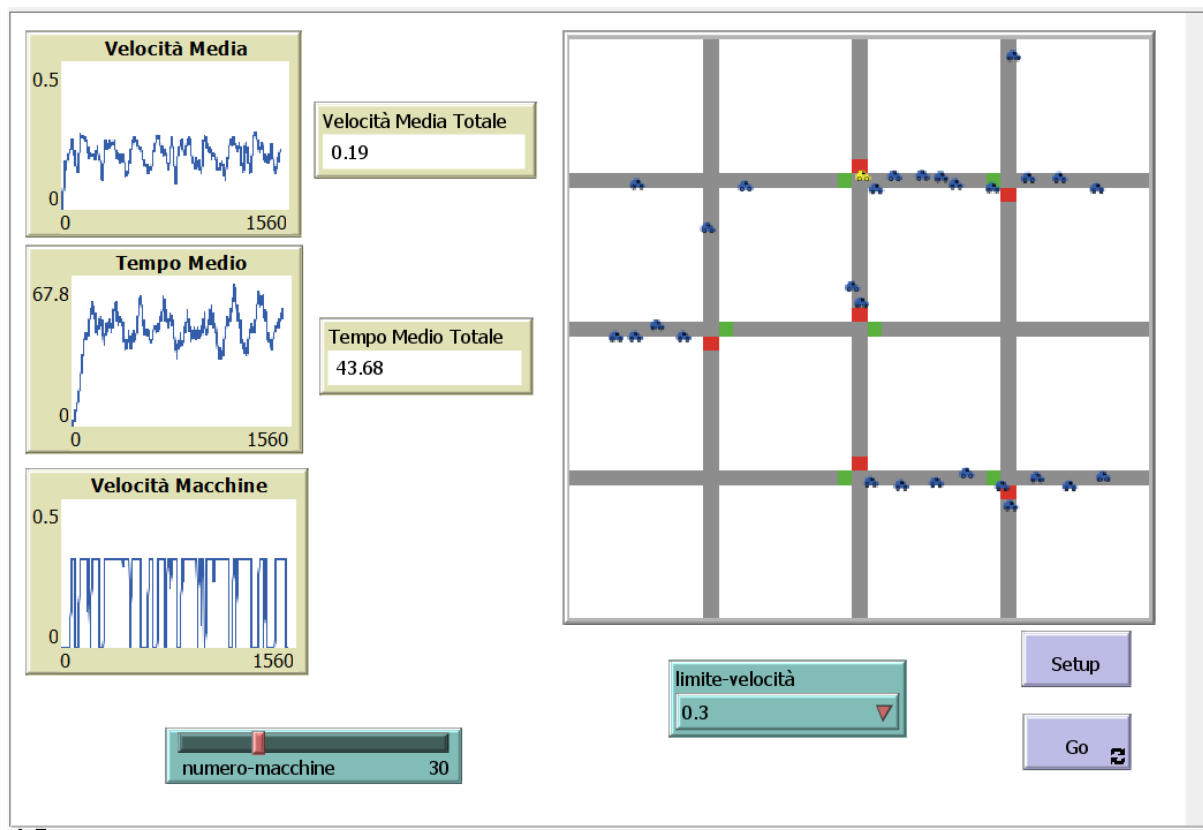 Velocità Media
0.5
0
0
1560
Velocità Media Totale
0.19
Tempo Medio
67.8
0
0
1560
Tempo Medio Totale
43.68
Velocità Macchine
0.5
0
0
1560
limite-velocità
0.3
Setup
Go
numero-macchine 30